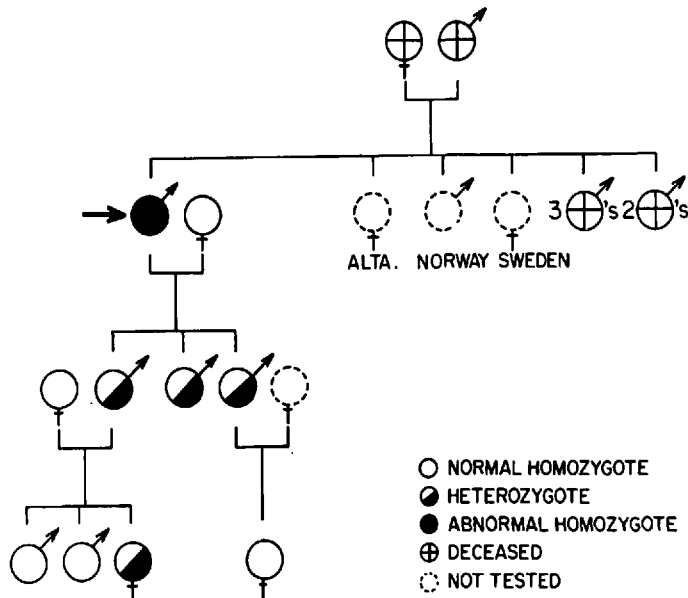 3 's 2 's
ALTA. NORWAY SWEDEN
NORMAL HOMOZYGOTE
HETEROZYGOTE
ABNORMAL HOMOZYGOTE
DECEASED
NOT TESTED